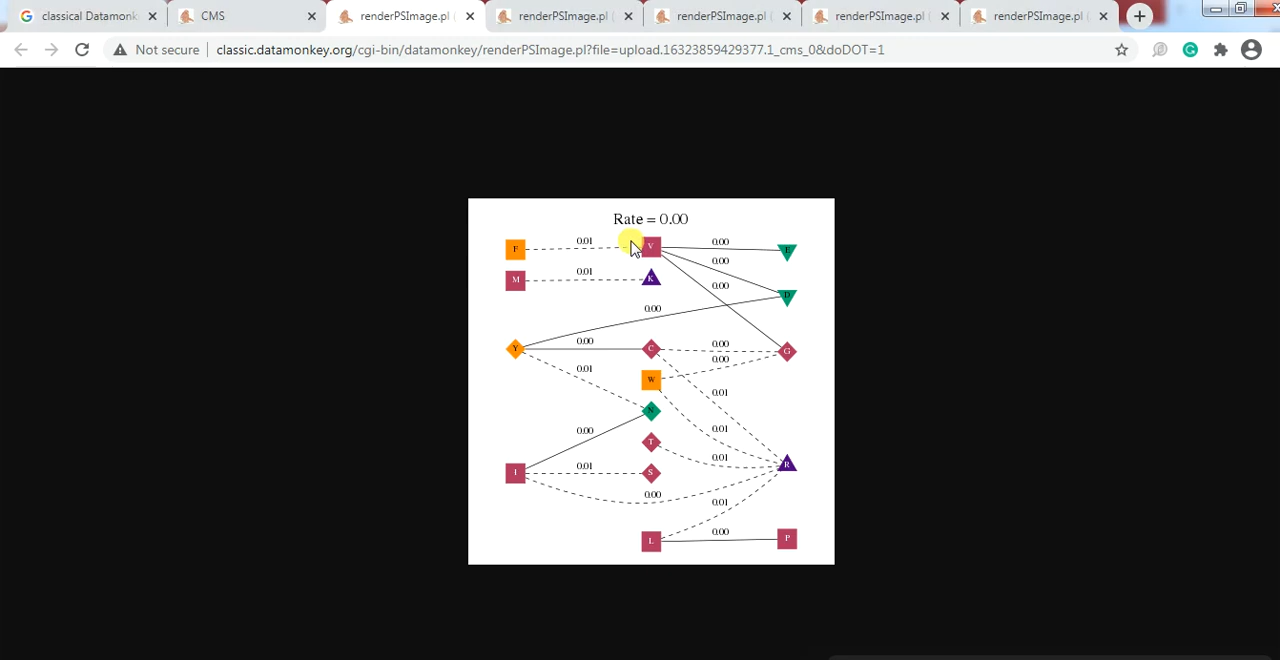 classical Datamonk
CMS
renderPSImage.pl (
renderPSImage.pl (
renderPSImage.pl (
renderPSImage.pl (
renderPSImage.pl (
Not secure classic.datamonkey.org/cgi-bin/datamonkey/renderPSImage.pl?file=upload.16323859429377.1_cms_0&doDOT=1
Rate = 0.00
F 0.01 V 0.00 E
0.00
M 0.01 K
0.00
0.00 D
Y 0.00 C 0.00 G
0.00
0.01 W
0.01
N
0.00 0.01
T
0.01
I 0.01 S R
0.00
0.01
L 0.00 P